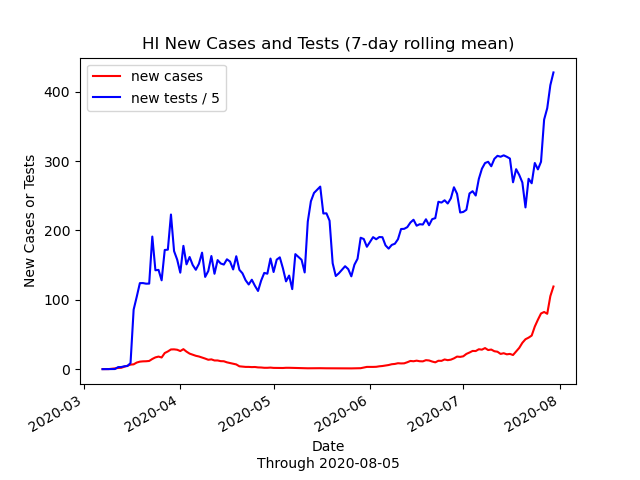 HI New Cases and Tests (7-day rolling mean)
new cases
new tests / 5
New Cases or Tests
400
300
200
100
0
2020-03
2020-04
2020-05
2020-06
2020-07
2020-08
Date
Through 2020-08-05